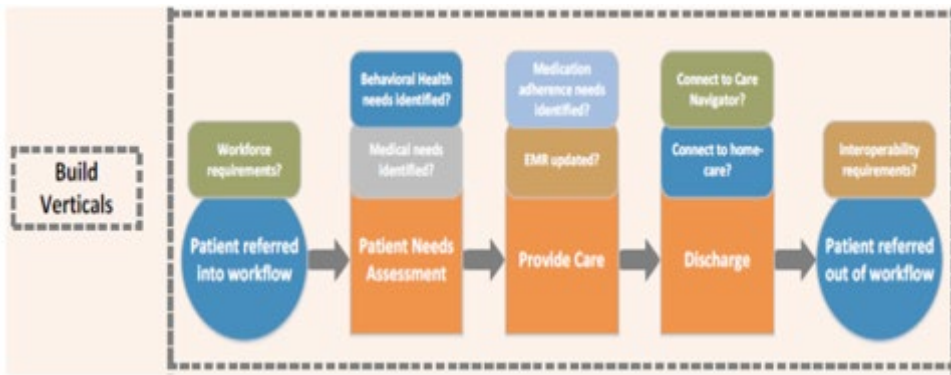 Build
Verticals
Workforce
requirements?
Patient referred
into workflow
Behavioral Health
needs identified?
Medical needs
identified?
Patient Needs
Assessment
Medication
adherence needs
identified?
EMR updated?
Provide Care
Connect to Care
Navigator?
Connect to home-
care?
Discharge
Interoperability
requirements?
Patient referred
out of workflow